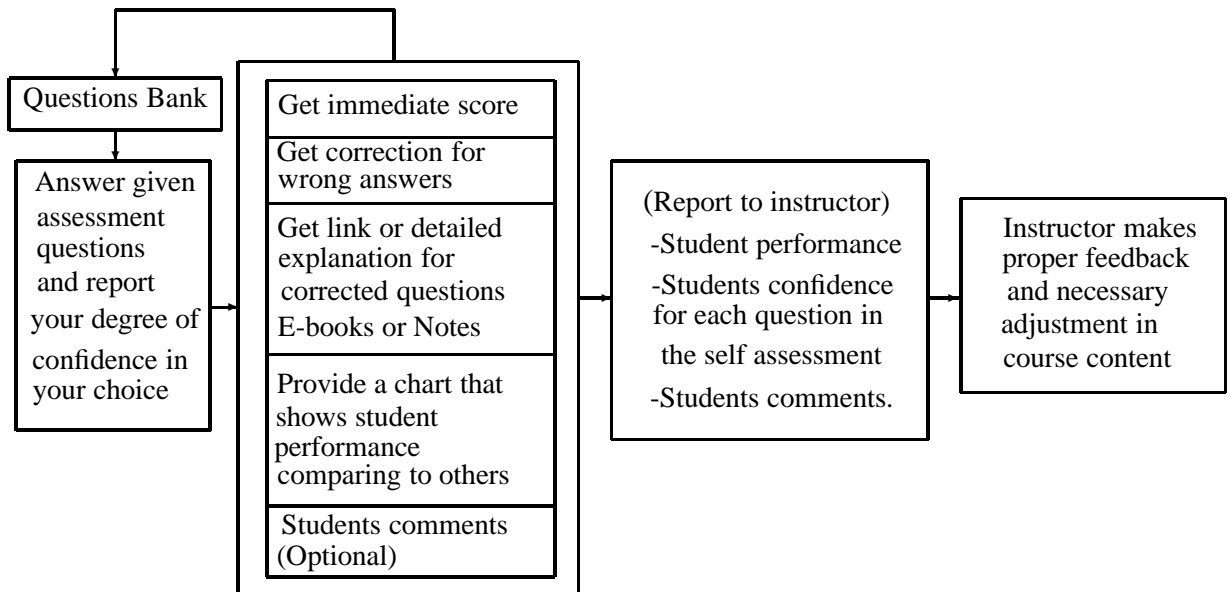 Questions Bank
Answer given
assessment
questions
and report
your degree of
confidence in
your choice
Get immediate score
Get correction for
wrong answers
Get link or detailed
explanation for
corrected questions
E-books or Notes
Provide a chart that
shows student
performance
comparing to others
Students comments
(Optional)
(Report to instructor)
-Student performance
-Students confidence
for each question in
the self assessment
-Students comments.
Instructor makes
proper feedback
and necessary
adjustment in
course content